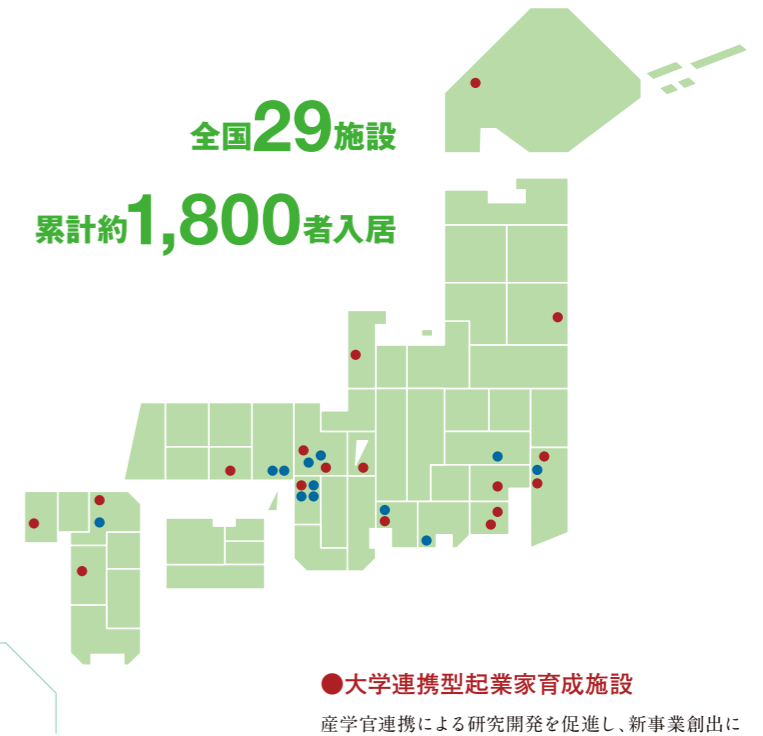 全国29施設
累計約1,800者入居
●大学連携型起業家育成施設
産学官連携による研究開発を促進し、新事業創出に